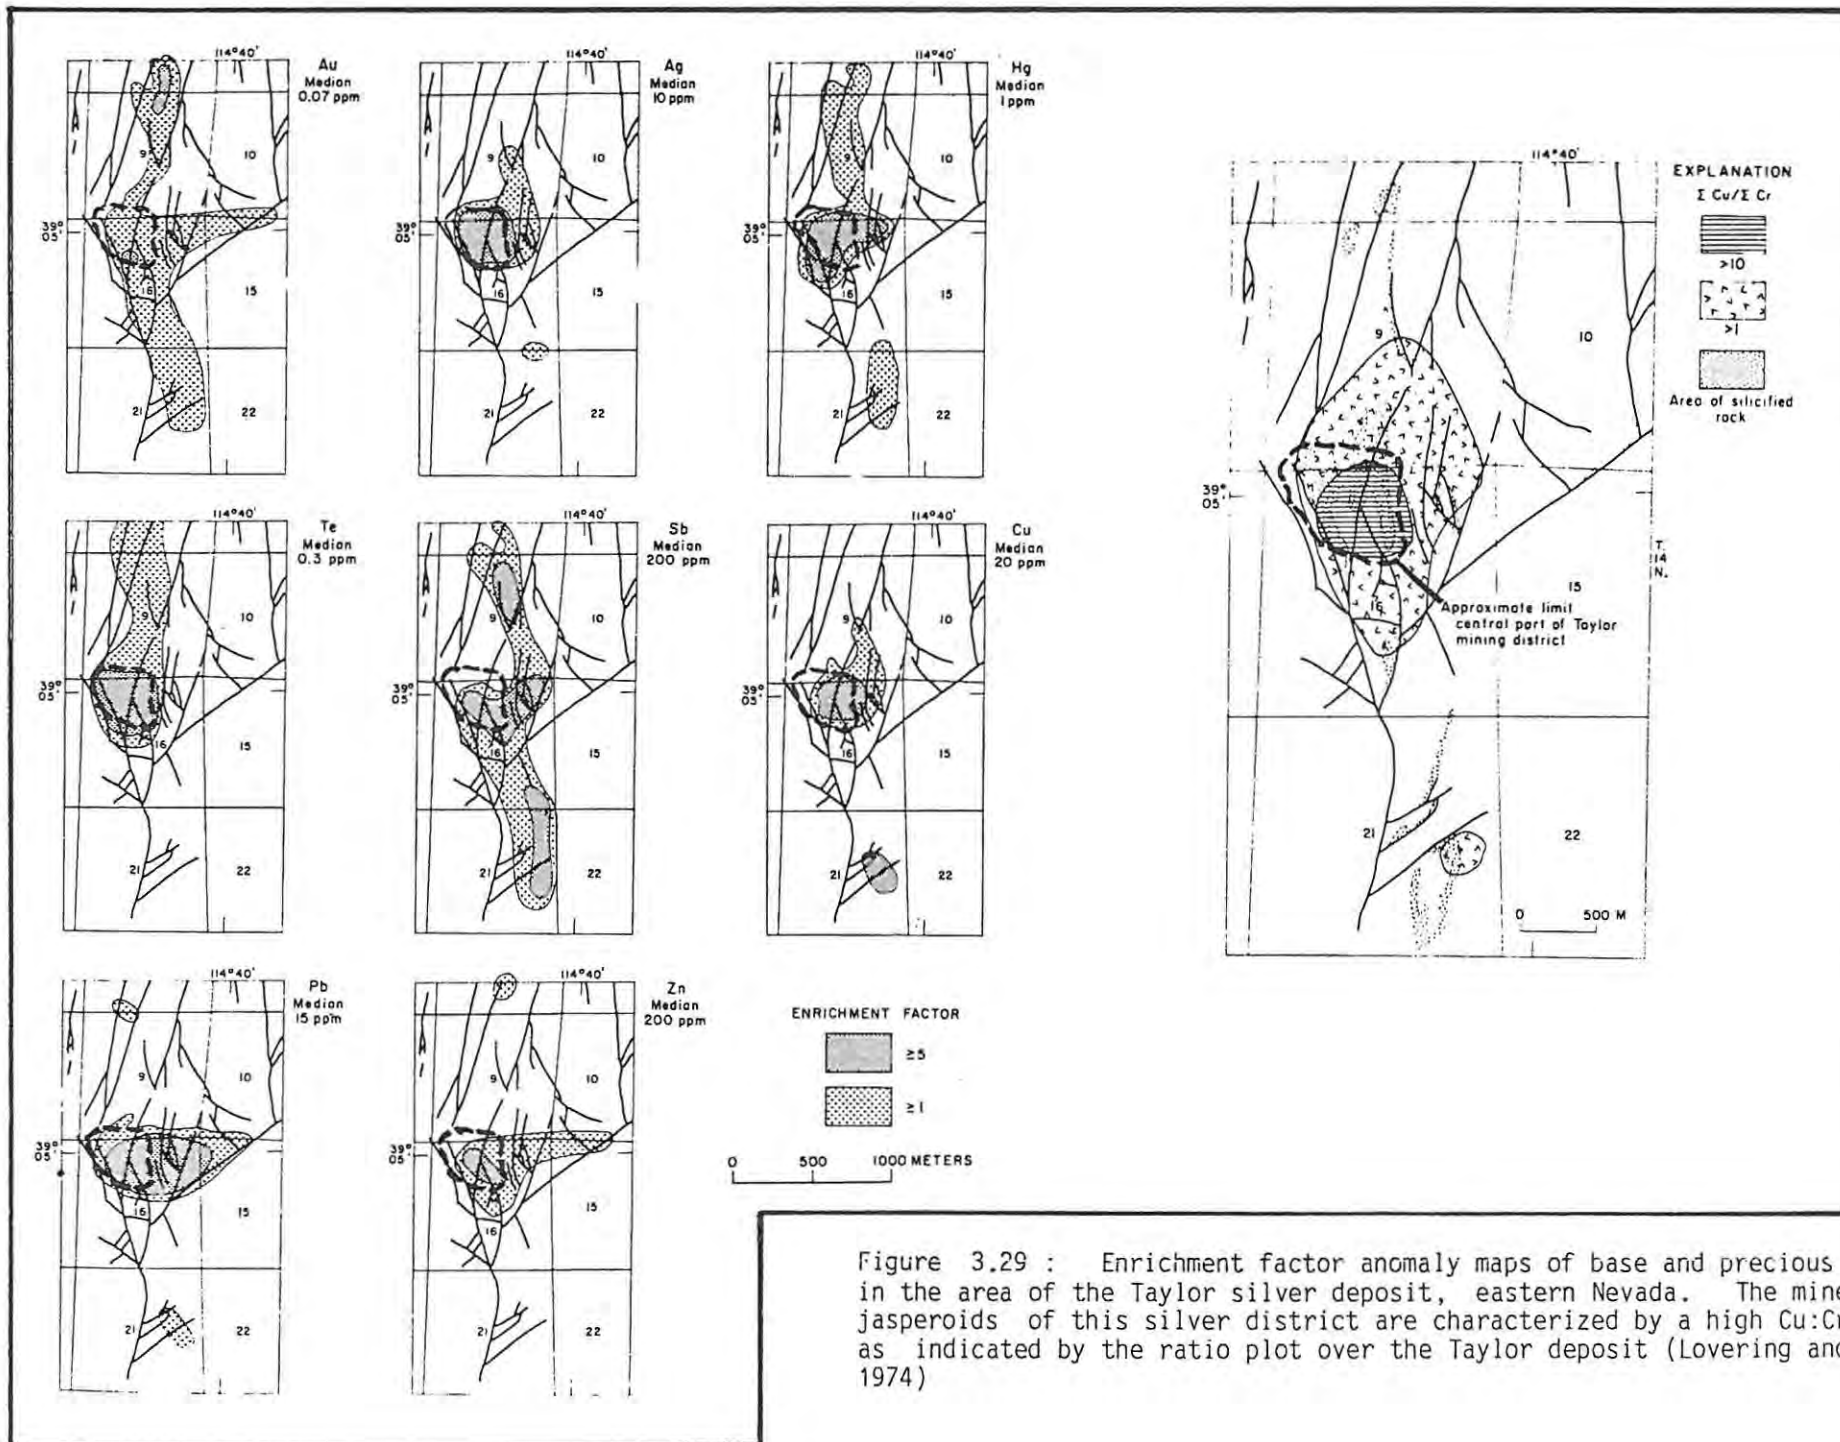 114°40'
Au
Median
0.07 ppm
9
10
39°
05'
16
15
21
22
114°40'
Ag
Median
10 ppm
9
10
39°
05'
16
15
21
22
114°40'
Hg
Median
1 ppm
9
10
39°
05'
16
15
21
22
114°40'
Te
Median
0.3 ppm
9
10
39°
05'
16
15
21
22
114°40'
Sb
Median
200 ppm
9
10
39°
05'
16
15
21
22
114°40'
Cu
Median
20 ppm
9
10
39°
05'
16
15
21
22
114°40'
Pb
Median
15 ppm
9
10
39°
05'
16
15
21
22
114°40'
Zn
Median
200 ppm
9
10
39°
05'
16
15
21
22
ENRICHMENT FACTOR
≥5
≥1
0 500 1000 METERS
114°40'
9
10
39°
05'
16
15
T.
14
N.
Approximate limit
central part of Taylor
mining district
21
22
0 500 M
EXPLANATION
Σ Cu/Σ Cr
>10
>1
Area of silicified
rock
Figure 3.29 : Enrichment factor anomaly maps of base and precious
in the area of the Taylor silver deposit, eastern Nevada. The mine
jasperoids of this silver district are characterized by a high Cu:Cr
as indicated by the ratio plot over the Taylor deposit (Lovering and
1974)